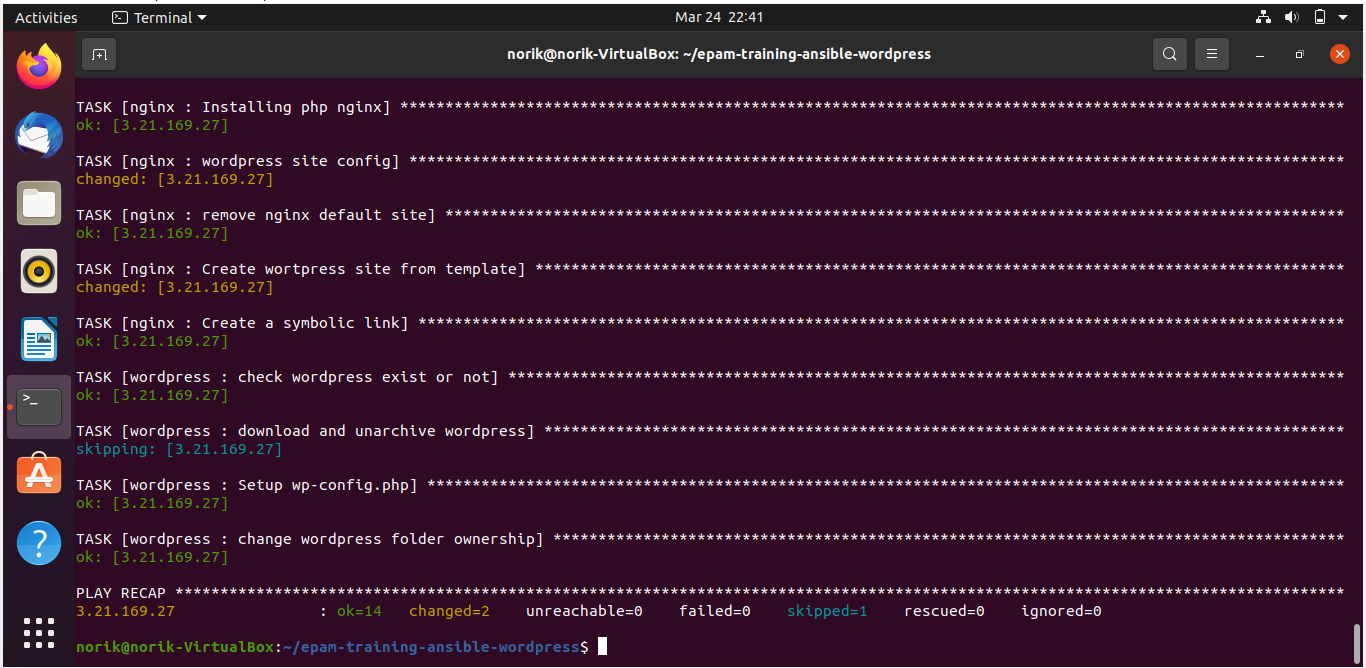 Activities
Terminal
Mar 24 22:41
norik@norik-VirtualBox: ~/epam-training-ansible-wordpress
TASK [nginx : Installing php nginx] *********************************************************************************************************
ok: [3.21.169.27]
TASK [nginx : wordpress site config] ********************************************************************************************************
changed: [3.21.169.27]
TASK [nginx : remove nginx default site] ****************************************************************************************************
ok: [3.21.169.27]
TASK [nginx : Create wortpress site from template] ******************************************************************************************
changed: [3.21.169.27]
TASK [nginx : Create a symbolic link] *******************************************************************************************************
ok: [3.21.169.27]
TASK [wordpress : check wordpress exist or not] *********************************************************************************************
ok: [3.21.169.27]
TASK [wordpress : download and unarchive wordpress] *****************************************************************************************
skipping: [3.21.169.27]
TASK [wordpress : Setup wp-config.php] ******************************************************************************************************
ok: [3.21.169.27]
TASK [wordpress : change wordpress folder ownership] ****************************************************************************************
ok: [3.21.169.27]
PLAY RECAP **********************************************************************************************************************************
3.21.169.27 : ok=14 changed=2 unreachable=0 failed=0 skipped=1 rescued=0 ignored=0
norik@norik-VirtualBox:~/epam-training-ansible-wordpress$